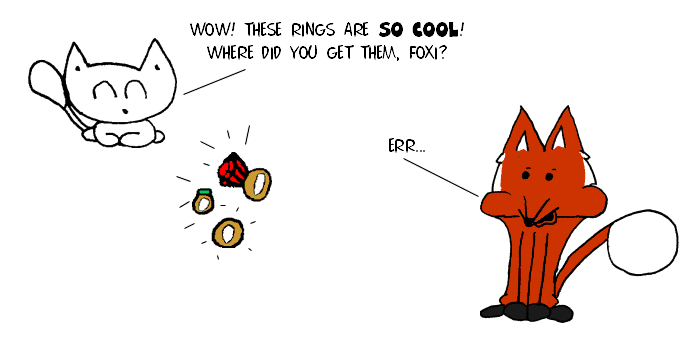 WOW! THESE RINGS ARE SO COOL!
WHERE DID YOU GET THEM, FOXI?
ERR...